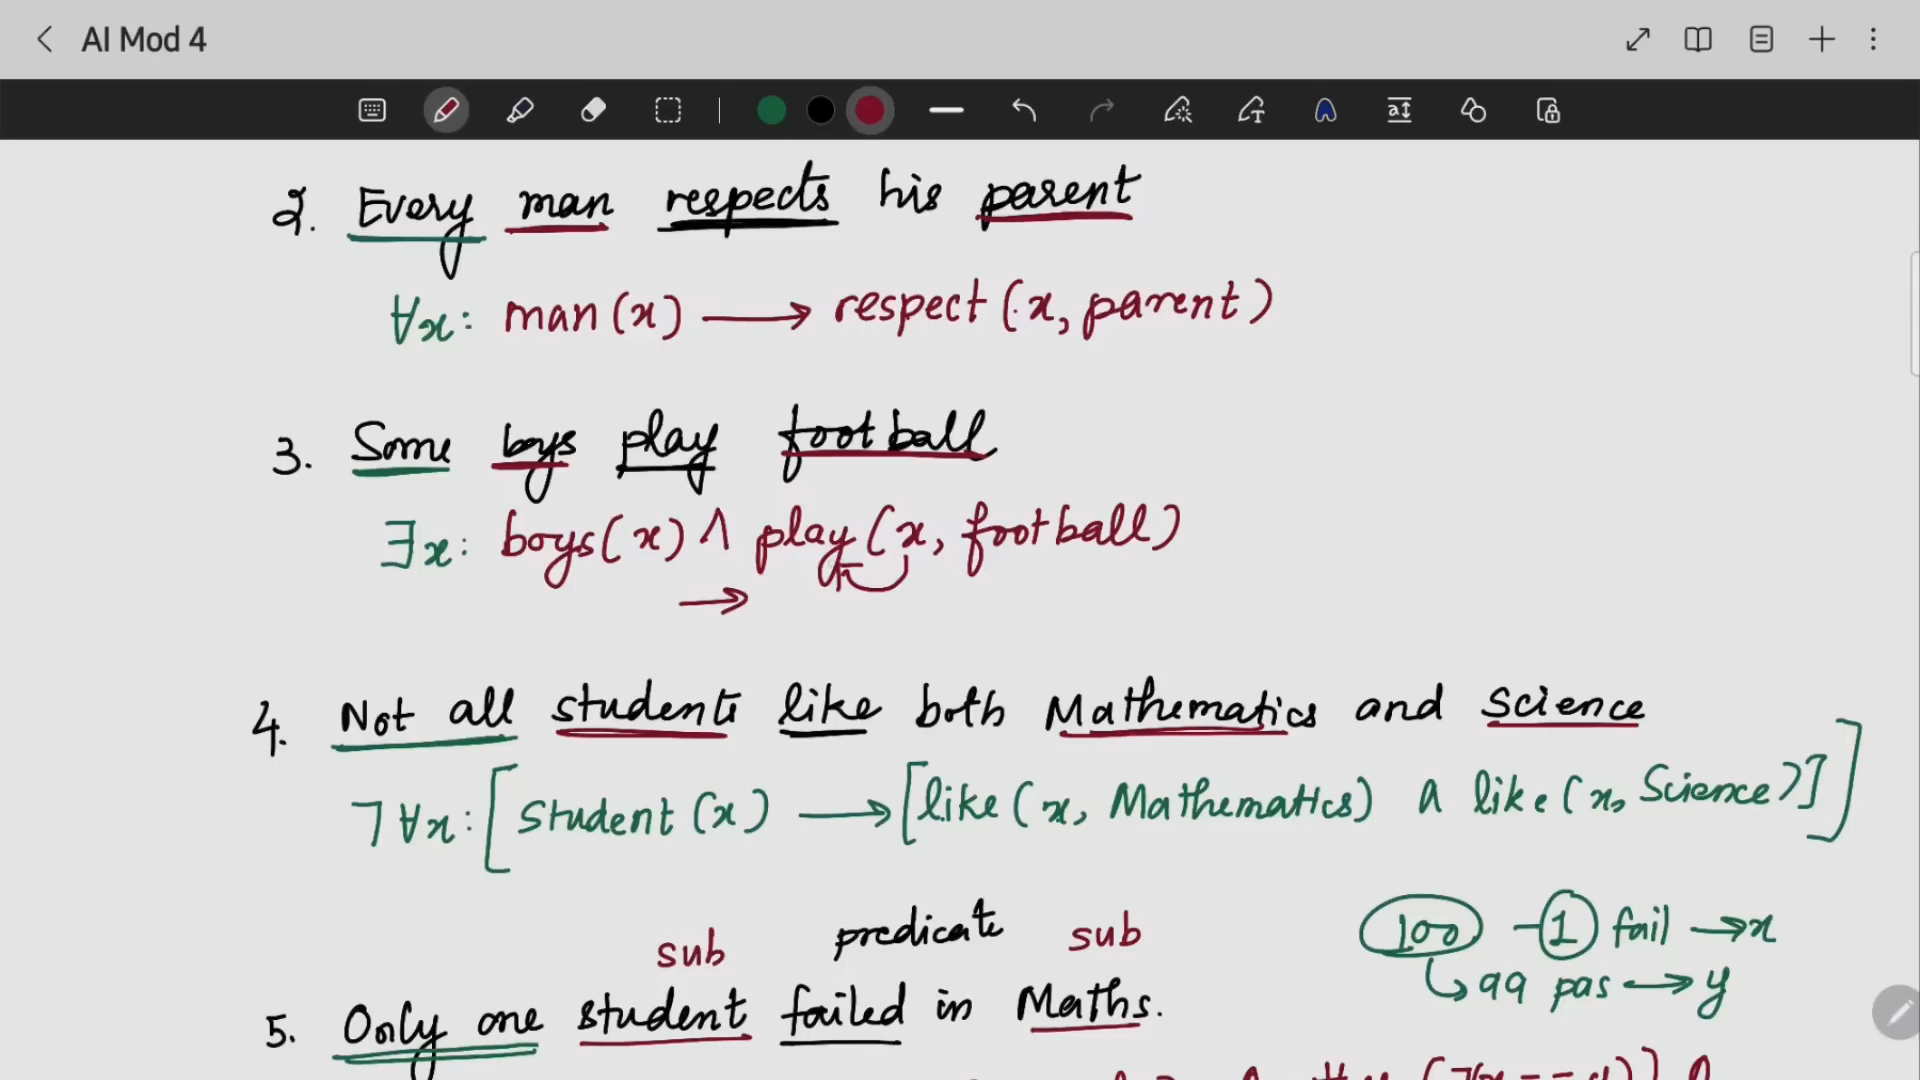 AI Mod 4
2. Every man respects his parent
∀x: man(x) → respect(x, parent)
3. Some boys play football
∃x: boys(x) ∧ play(x, football)
→
4. Not all students like both Mathematics and Science
¬∀x: [Student(x) → [like(x, Mathematics) ∧ like(x, Science)]]
100 -1 fail → x
↳ 99 pas → y
sub predicate sub
5. Only one student failed in Maths.